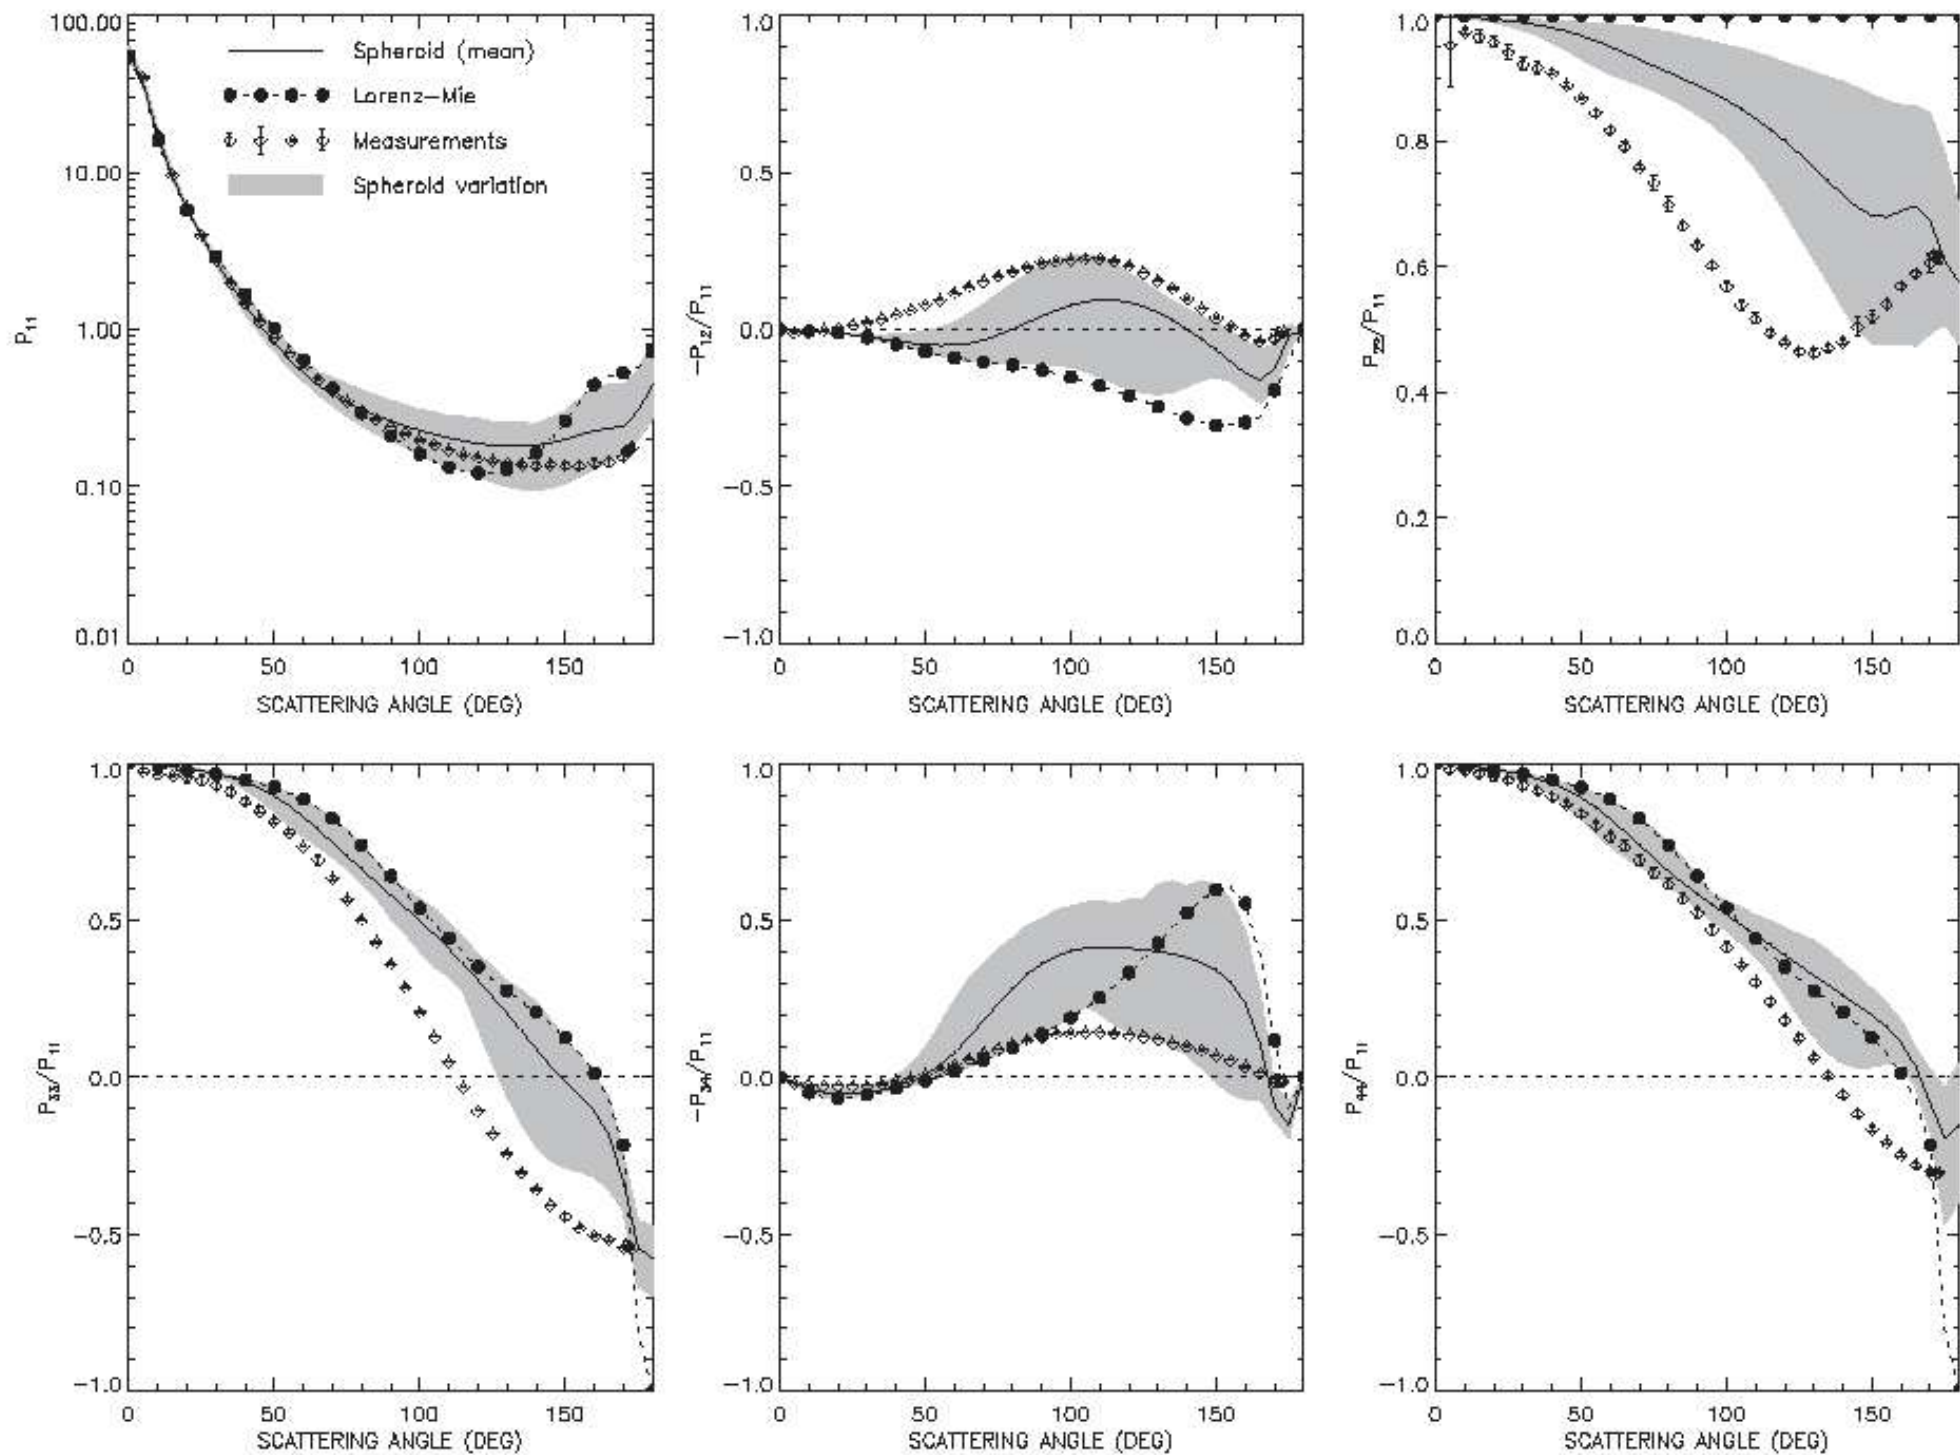 100.00
10.00
1.00
0.10
0.01
P11
Spheroid (mean)
Lorenz-Mie
Measurements
Spheroid variation
0 50 100 150
SCATTERING ANGLE (DEG)
1.0
0.5
0.0
-0.5
-1.0
-P12/P11
0 50 100 150
SCATTERING ANGLE (DEG)
1.0
0.8
0.6
0.4
0.2
0.0
P22/P11
0 50 100 150
SCATTERING ANGLE (DEG)
1.0
0.5
0.0
-0.5
-1.0
P33/P11
0 50 100 150
SCATTERING ANGLE (DEG)
1.0
0.5
0.0
-0.5
-1.0
-P34/P11
0 50 100 150
SCATTERING ANGLE (DEG)
1.0
0.5
0.0
-0.5
-1.0
P44/P11
0 50 100 150
SCATTERING ANGLE (DEG)